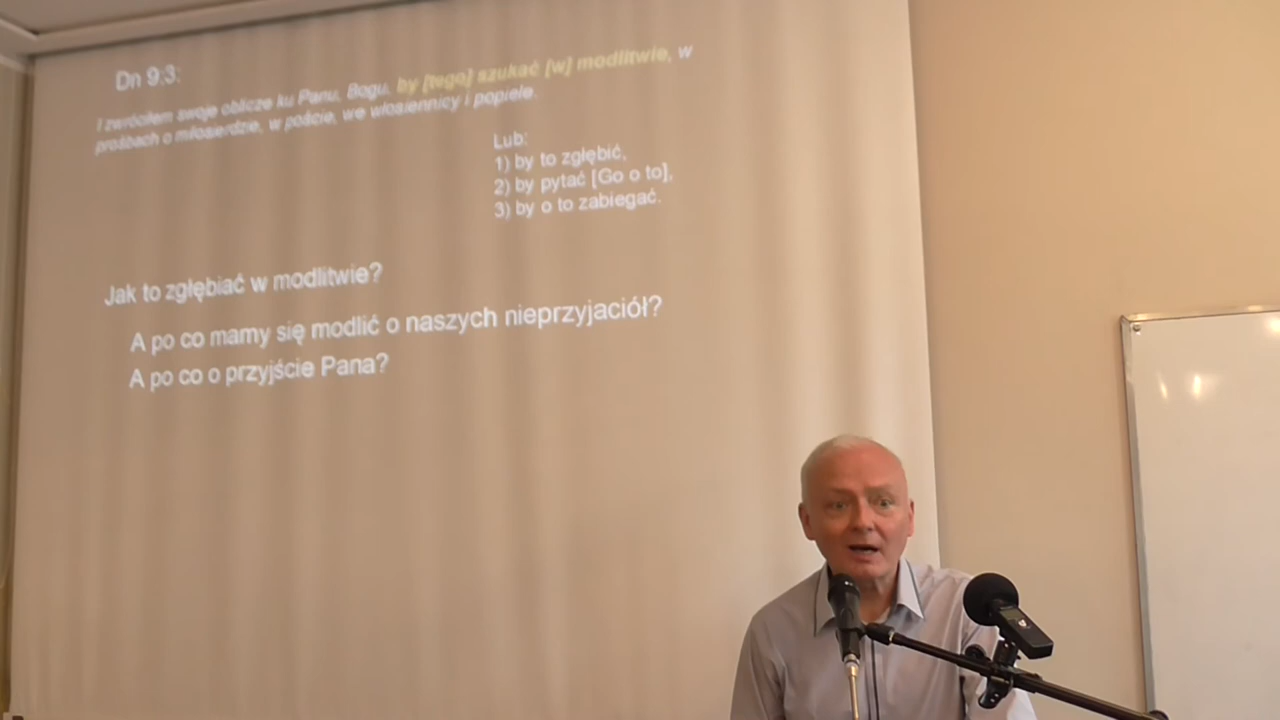 Dn 9:3:
I zwróciłem swoje oblicze ku Panu, Bogu, by [tego] szukać [w] modlitwie, w
prośbach o miłosierdzie, w poście, we włosiennicy i popiele.
Lub:
1) by to zgłębić,
2) by pytać [Go o to],
3) by o to zabiegać.
Jak to zgłębiać w modlitwie?
A po co mamy się modlić o naszych nieprzyjaciół?
A po co o przyjście Pana?